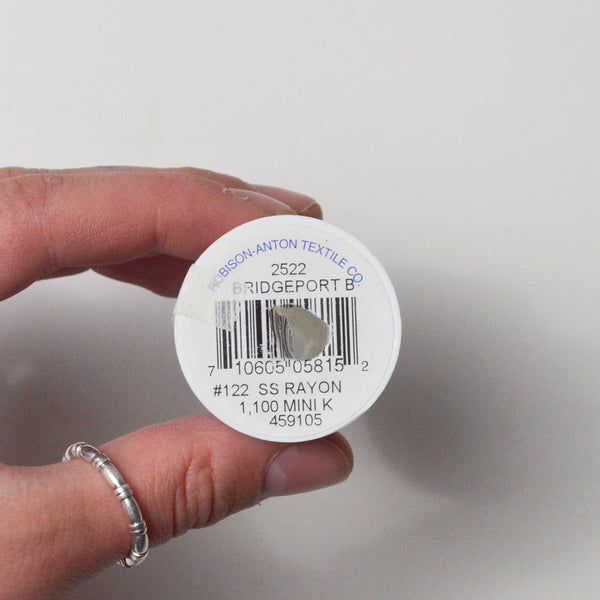 ROBISON-ANTON TEXTILE CO.
2522
BRIDGEPORT B
7 10605 05815 2
#122 SS RAYON
1,100 MINI K
459105